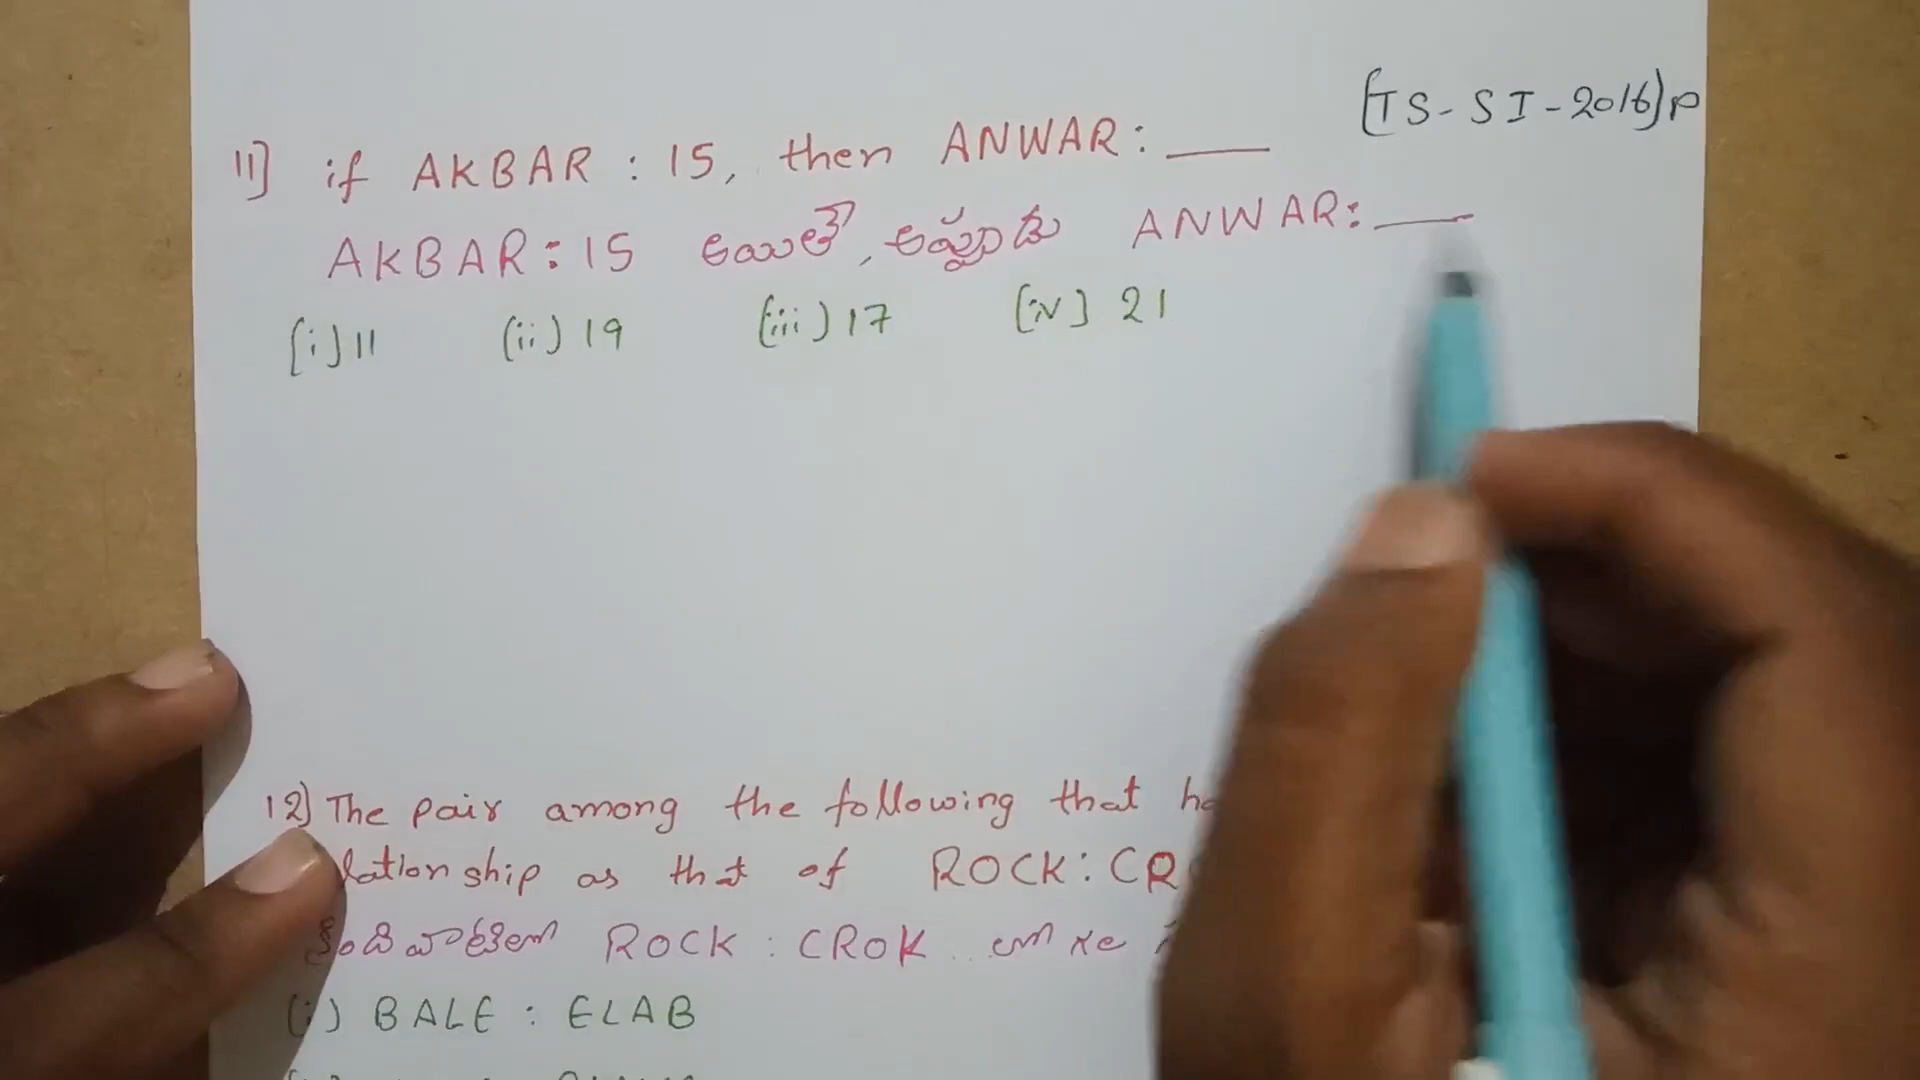 [TS-SI-2016]P
11] if AKBAR : 15, then ANWAR: ___
AKBAR : 15 అయితే, అప్పుడు ANWAR: ___
(i) 11 (ii) 19 (iii) 17 (iv) 21
12) The pair among the following that
lationship as that of ROCK : CR
ROCK : CROK
(i) BALE : ELAB